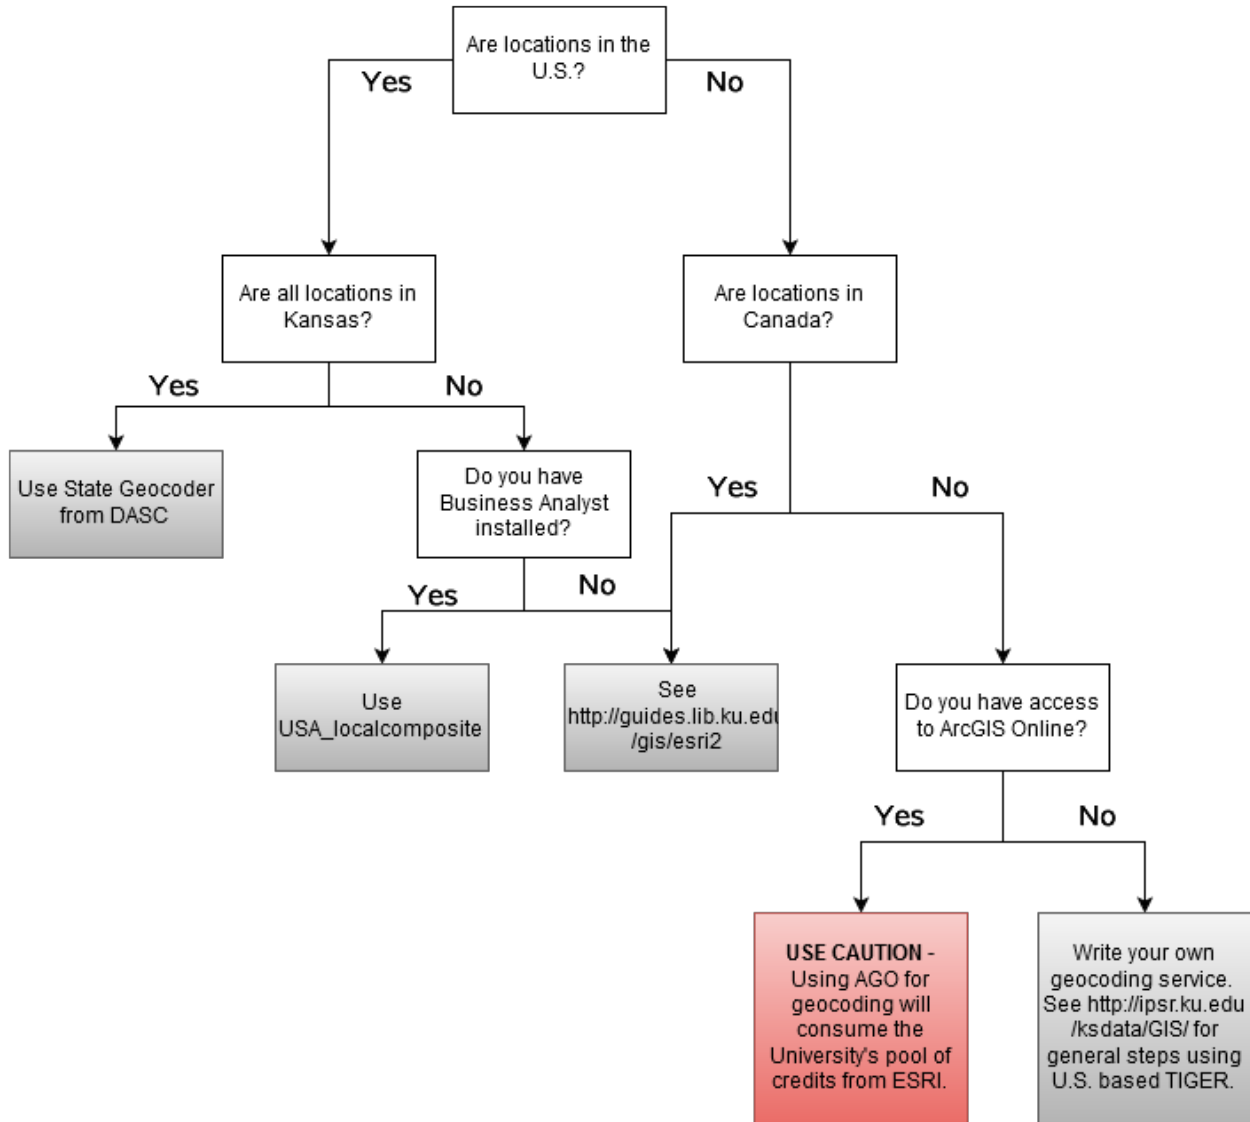 Are locations in the
U.S.?
Yes
No
Are all locations in
Kansas?
Are locations in
Canada?
Yes
No
Use State Geocoder
from DASC
Do you have
Business Analyst
installed?
Yes
No
Yes
No
Use
USA_localcomposite
See
http://guides.lib.ku.edu
/gis/esri2
Do you have access
to ArcGIS Online?
Yes
No
USE CAUTION -
Using AGO for
geocoding will
consume the
University's pool of
credits from ESRI.
Write your own
geocoding service.
See http://ipsr.ku.edu
/ksdata/GIS/ for
general steps using
U.S. based TIGER.